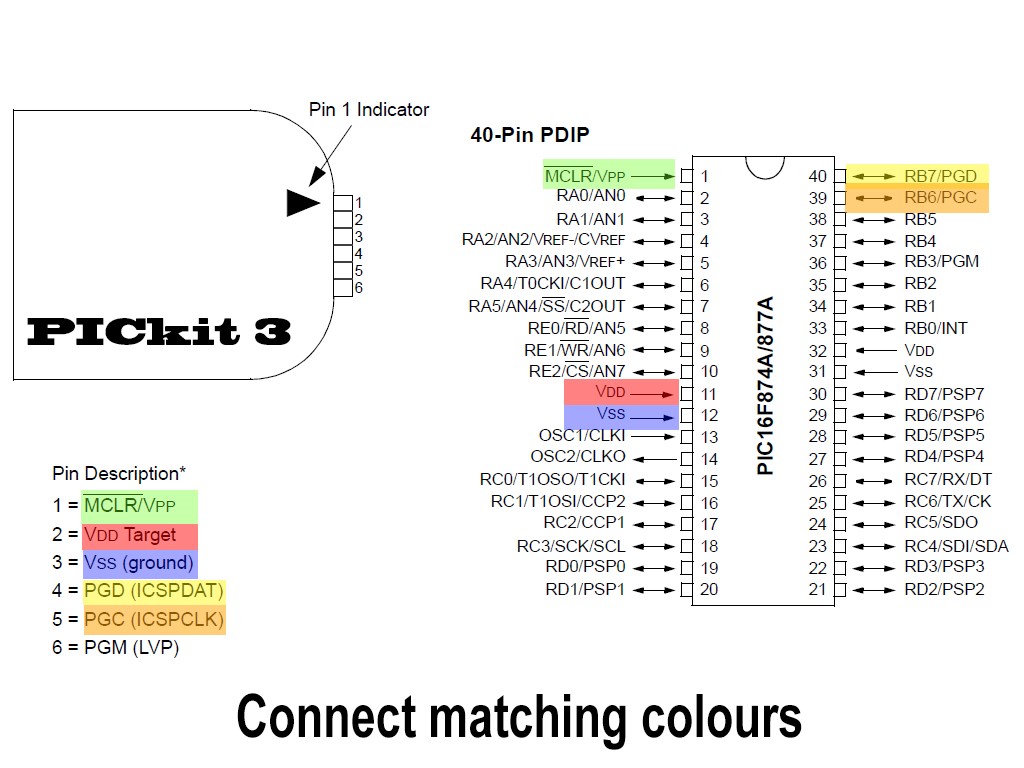 Pin 1 Indicator
1
2
3
4
5
6
PICkit 3
Pin Description*
1 = MCLR/VPP
2 = VDD Target
3 = VSS (ground)
4 = PGD (ICSPDAT)
5 = PGC (ICSPCLK)
6 = PGM (LVP)
40-Pin PDIP
MCLR/VPP 1 40 RB7/PGD
RA0/AN0 2 39 RB6/PGC
RA1/AN1 3 38 RB5
RA2/AN2/VREF-/CVREF 4 37 RB4
RA3/AN3/VREF+ 5 36 RB3/PGM
RA4/T0CKI/C1OUT 6 35 RB2
RA5/AN4/SS/C2OUT 7 34 RB1
RE0/RD/AN5 8 33 RB0/INT
RE1/WR/AN6 9 32 VDD
RE2/CS/AN7 10 31 VSS
VDD 11 30 RD7/PSP7
VSS 12 29 RD6/PSP6
OSC1/CLKI 13 28 RD5/PSP5
OSC2/CLKO 14 27 RD4/PSP4
RC0/T1OSO/T1CKI 15 26 RC7/RX/DT
RC1/T1OSI/CCP2 16 25 RC6/TX/CK
RC2/CCP1 17 24 RC5/SDO
RC3/SCK/SCL 18 23 RC4/SDI/SDA
RD0/PSP0 19 22 RD3/PSP3
RD1/PSP1 20 21 RD2/PSP2
PIC16F874A/877A
Connect matching colours